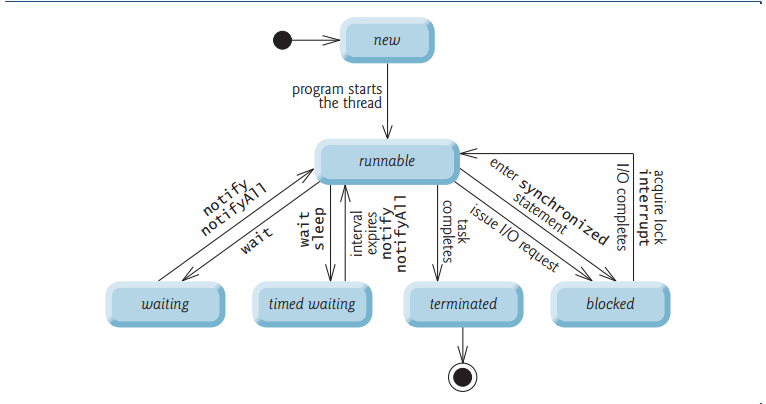 new
program starts
the thread
runnable
notify
notifyAll
wait
wait
sleep
interval
expires
notify
notifyAll
task
completes
enter synchronized
statement
issue I/O request
I/O completes
acquire lock
interrupt
waiting
timed waiting
terminated
blocked